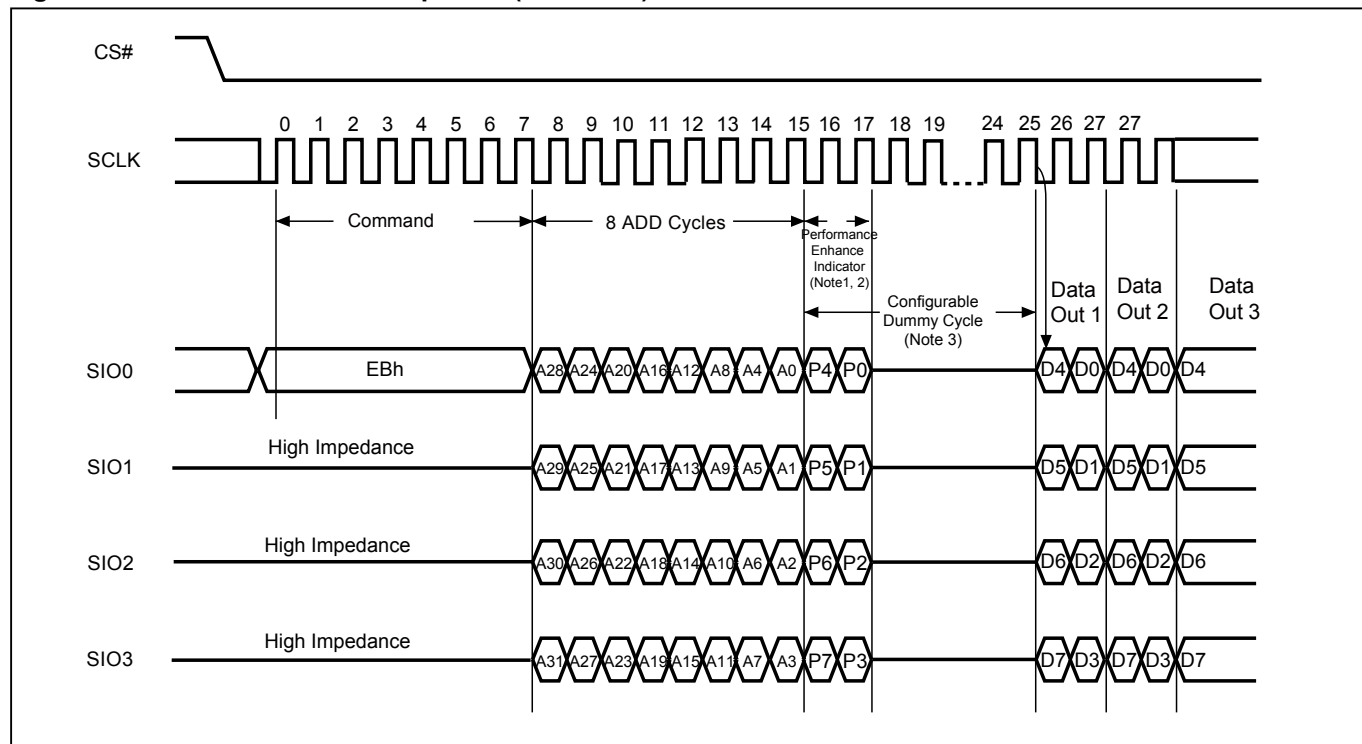 CS#
0 1 2 3 4 5 6 7 8 9 10 11 12 13 14 15 16 17 18 19 24 25 26 27 27
SCLK
Command
8 ADD Cycles
Performance
Enhance
Indicator
(Note1, 2)
Configurable
Dummy Cycle
(Note 3)
Data
Out 1
Data
Out 2
Data
Out 3
SIO0
EBh
A28 A24 A20 A16 A12 A8 A4 A0 P4 P0 D4 D0 D4 D0 D4
SIO1
High Impedance
A29 A25 A21 A17 A13 A9 A5 A1 P5 P1 D5 D1 D5 D1 D5
SIO2
High Impedance
A30 A26 A22 A18 A14 A10 A6 A2 P6 P2 D6 D2 D6 D2 D6
SIO3
High Impedance
A31 A27 A23 A19 A15 A11 A7 A3 P7 P3 D7 D3 D7 D3 D7